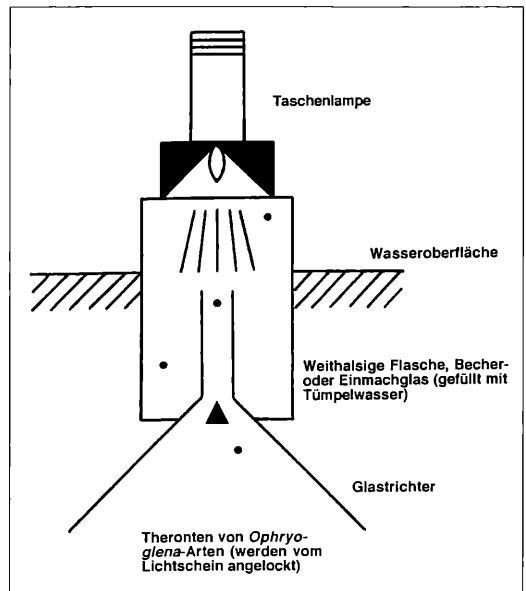 Taschenlampe
Wasseroberfläche
Weithalsige Flasche, Becher-
oder Einmachglas (gefüllt mit
Tümpelwasser)
Glastrichter
Theronten von Ophryo-
glena-Arten (werden vom
Lichtschein angelockt)